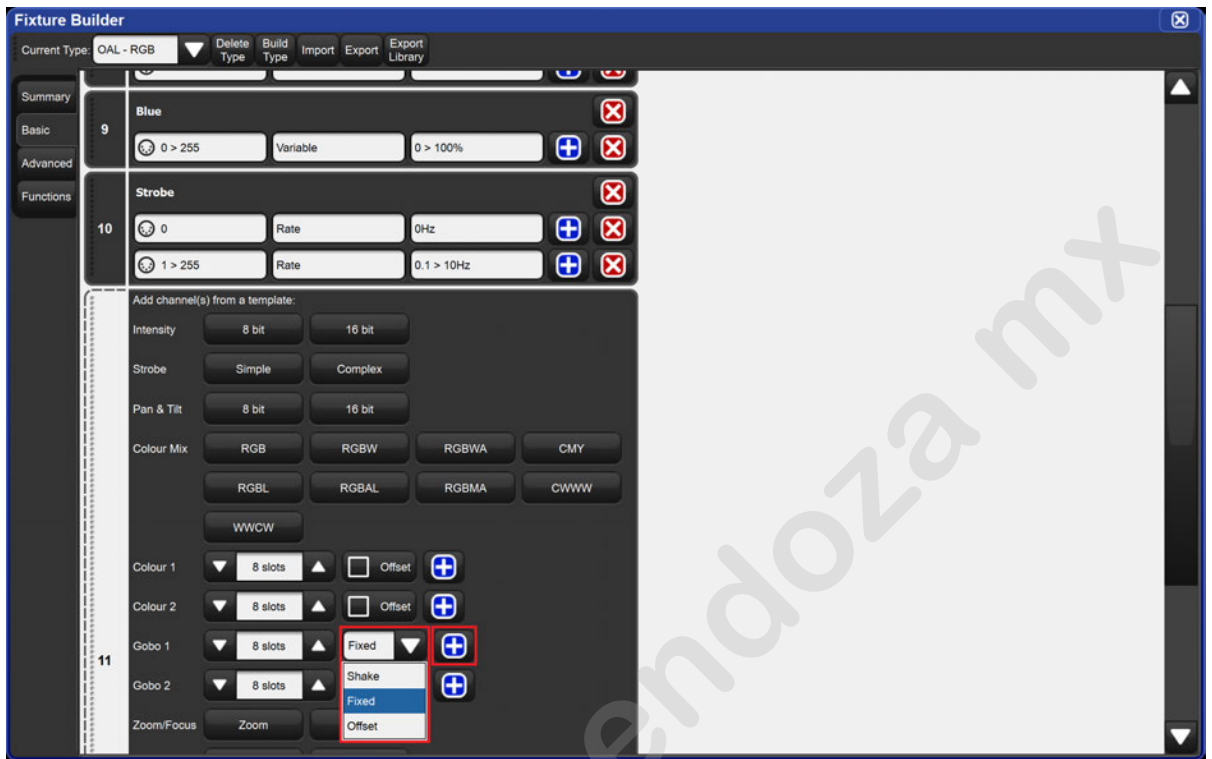 Fixture Builder
Current Type: OAL - RGB Delete Type Build Type Import Export Export Library
Summary
Basic
Advanced
Functions
9 Blue
0 > 255 Variable 0 > 100%
10 Strobe
0 Rate 0Hz
1 > 255 Rate 0.1 > 10Hz
11
Add channel(s) from a template:
Intensity 8 bit 16 bit
Strobe Simple Complex
Pan & Tilt 8 bit 16 bit
Colour Mix RGB RGBW RGBWA CMY
RGBL RGBAL RGBMA CWWW
WWCW
Colour 1 8 slots Offset
Colour 2 8 slots Offset
Gobo 1 8 slots Fixed
Shake
Gobo 2 8 slots
Fixed
Zoom/Focus Zoom
Offset
endoza mx